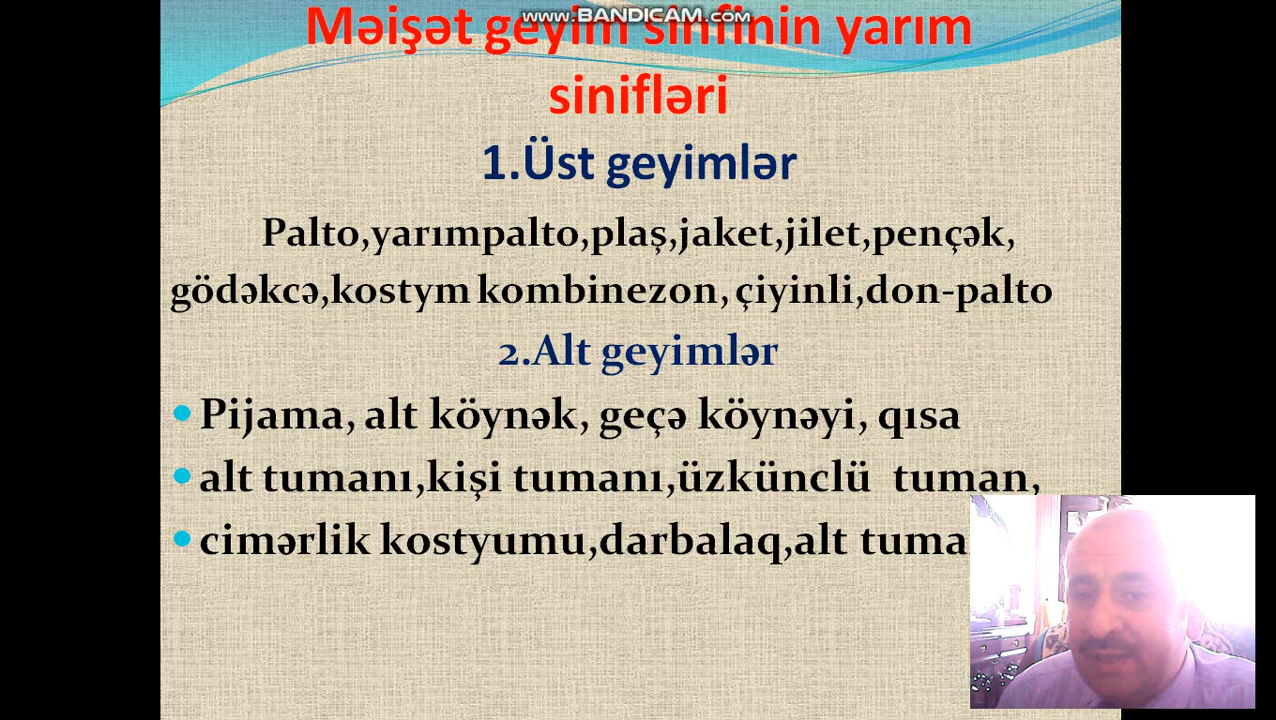 www.BANDICAM.com
Məişət geyim sinfinin yarım
sinifləri
1.Üst geyimlər
Palto,yarımpalto,plaş,jaket,jilet,pençək,
gödəkcə,kostym kombinezon, çiyinli,don-palto
2.Alt geyimlər
Pijama, alt köynək, geçə köynəyi, qısa
alt tumanı,kişi tumanı,üzkünclü tuman,
cimərlik kostyumu,darbalaq,alt tuma